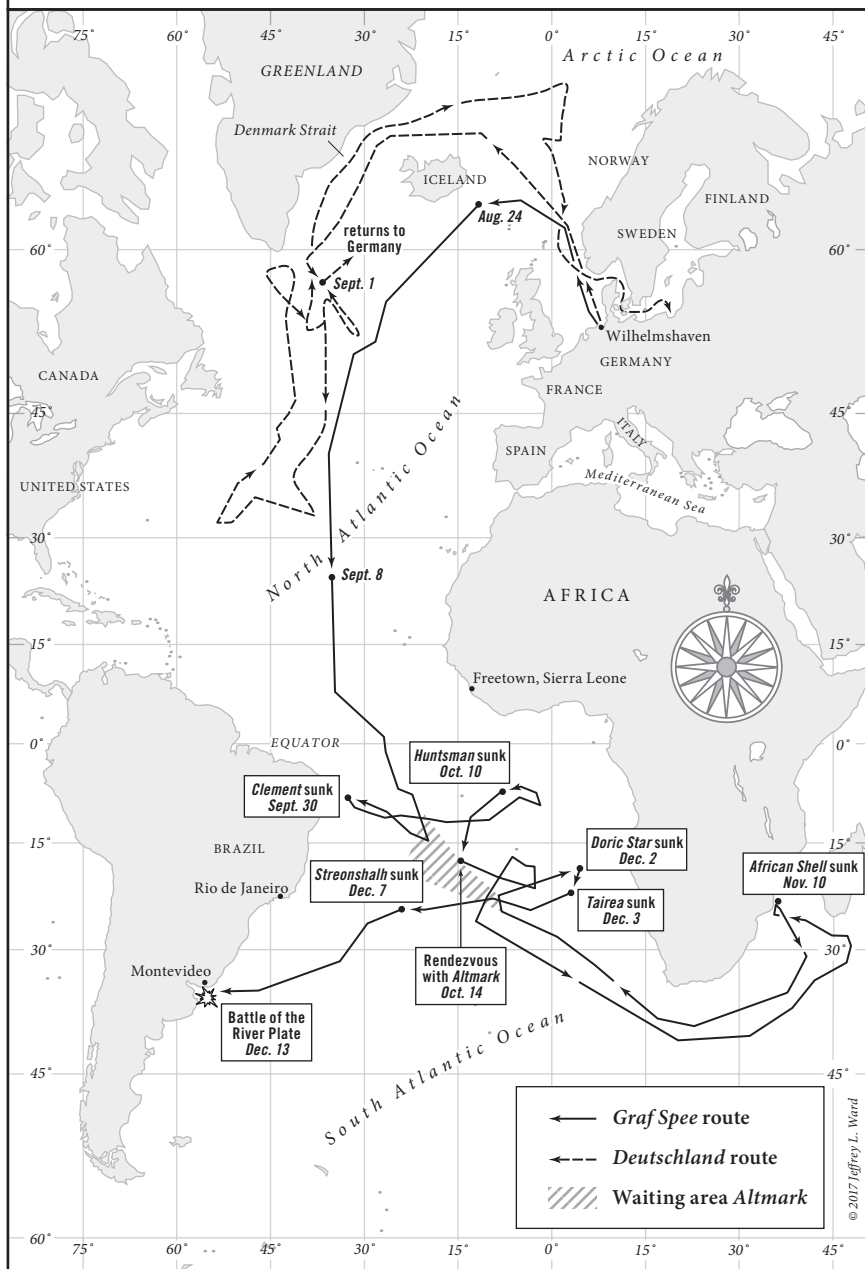 75˚ 60˚ 45˚ 30˚ 15˚ 0˚ 15˚ 30˚ 45˚
Arctic Ocean
GREENLAND
Denmark Strait
ICELAND
NORWAY
FINLAND
SWEDEN
Aug. 24
returns to
Germany
60˚ 60˚
Sept. 1
Wilhelmshaven
GERMANY
CANADA
FRANCE
45˚ 45˚
ITALY
SPAIN
UNITED STATES
Mediterranean Sea
North Atlantic Ocean
30˚ 30˚
Sept. 8
AFRICA
15˚ 15˚
Freetown, Sierra Leone
0˚ 0˚
EQUATOR
Huntsman sunk
Oct. 10
Clement sunk
Sept. 30
BRAZIL
15˚ 15˚
Doric Star sunk
Dec. 2
African Shell sunk
Nov. 10
Streonshalh sunk
Dec. 7
Rio de Janeiro
Tairea sunk
Dec. 3
30˚ 30˚
Rendezvous
with Altmark
Oct. 14
Montevideo
Battle of the
River Plate
Dec. 13
South Atlantic Ocean
45˚ 45˚
Graf Spee route
Deutschland route
Waiting area Altmark
© 2017 Jeffrey L. Ward
60˚ 60˚
75˚ 60˚ 45˚ 30˚ 15˚ 0˚ 15˚ 30˚ 45˚